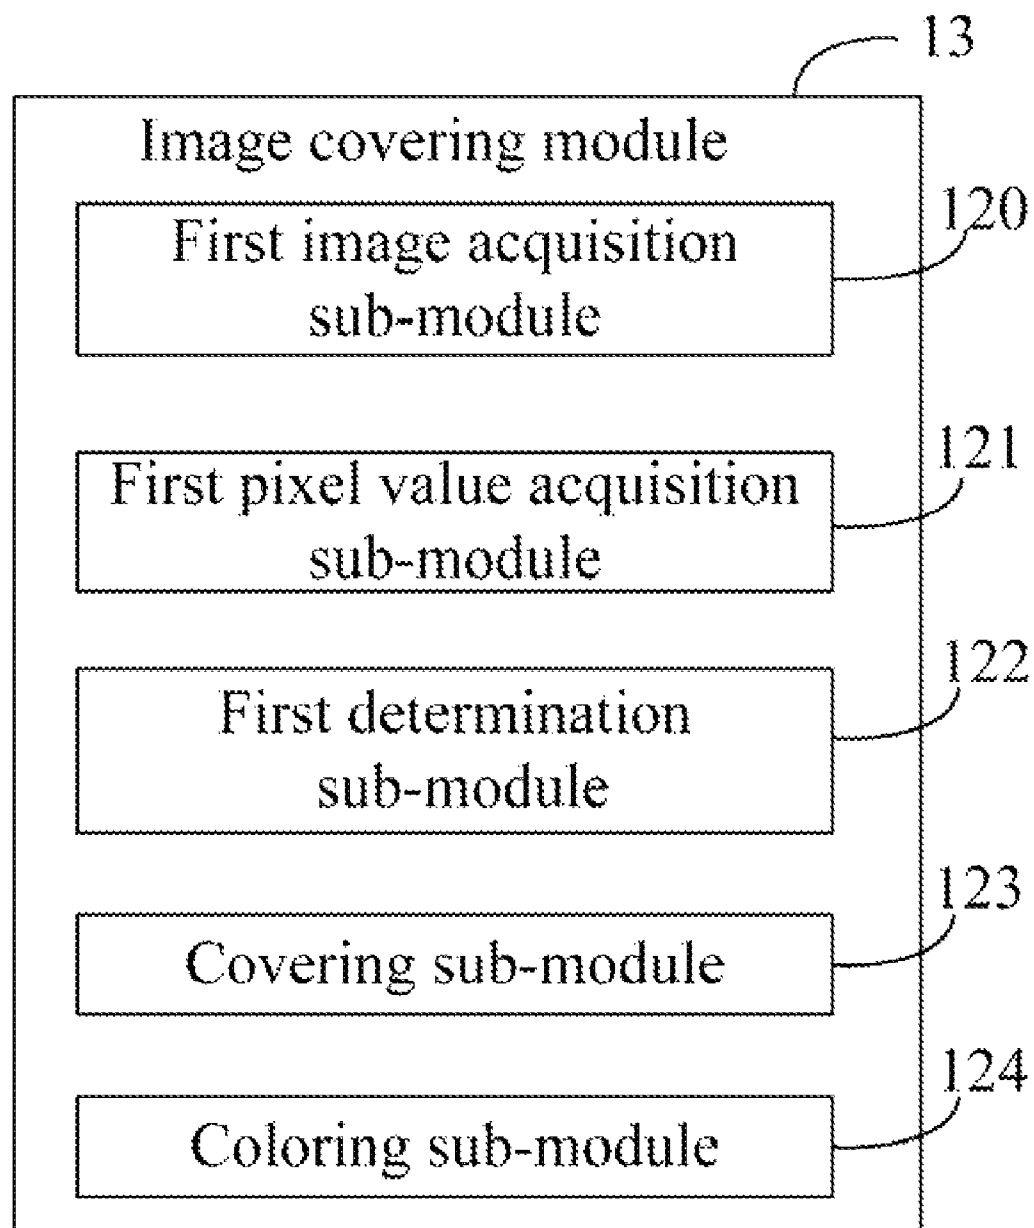 13
Image covering module
120
First image acquisition
sub-module
121
First pixel value acquisition
sub-module
122
First determination
sub-module
123
Covering sub-module
124
Coloring sub-module